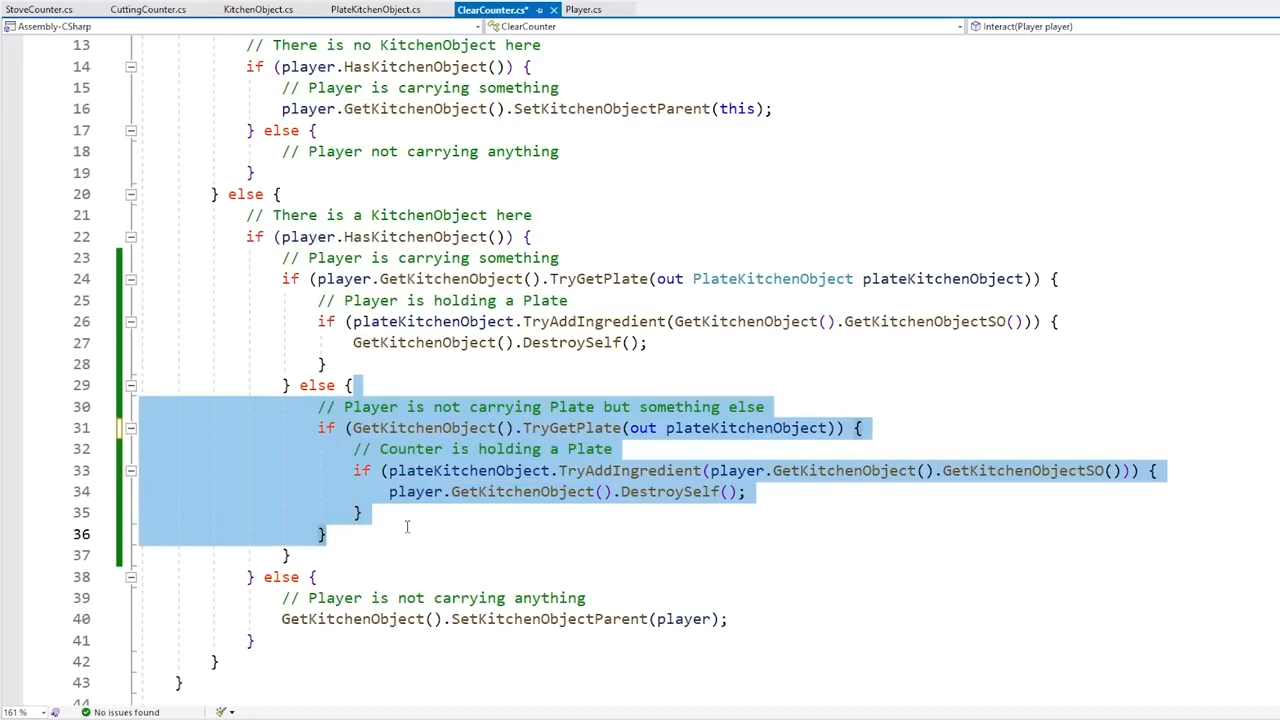 StoveCounter.cs CuttingCounter.cs KitchenObject.cs PlateKitchenObject.cs ClearCounter.cs* Player.cs
Assembly-CSharp ClearCounter Interact(Player player)
13 // There is no KitchenObject here
14 if (player.HasKitchenObject()) {
15 // Player is carrying something
16 player.GetKitchenObject().SetKitchenObjectParent(this);
17 } else {
18 // Player not carrying anything
19 }
20 } else {
21 // There is a KitchenObject here
22 if (player.HasKitchenObject()) {
23 // Player is carrying something
24 if (player.GetKitchenObject().TryGetPlate(out PlateKitchenObject plateKitchenObject)) {
25 // Player is holding a Plate
26 if (plateKitchenObject.TryAddIngredient(GetKitchenObject().GetKitchenObjectSO())) {
27 GetKitchenObject().DestroySelf();
28 }
29 } else {
30 // Player is not carrying Plate but something else
31 if (GetKitchenObject().TryGetPlate(out plateKitchenObject)) {
32 // Counter is holding a Plate
33 if (plateKitchenObject.TryAddIngredient(player.GetKitchenObject().GetKitchenObjectSO())) {
34 player.GetKitchenObject().DestroySelf();
35 }
36 }
37 }
38 } else {
39 // Player is not carrying anything
40 GetKitchenObject().SetKitchenObjectParent(player);
41 }
42 }
43 }
44
161 % No issues found